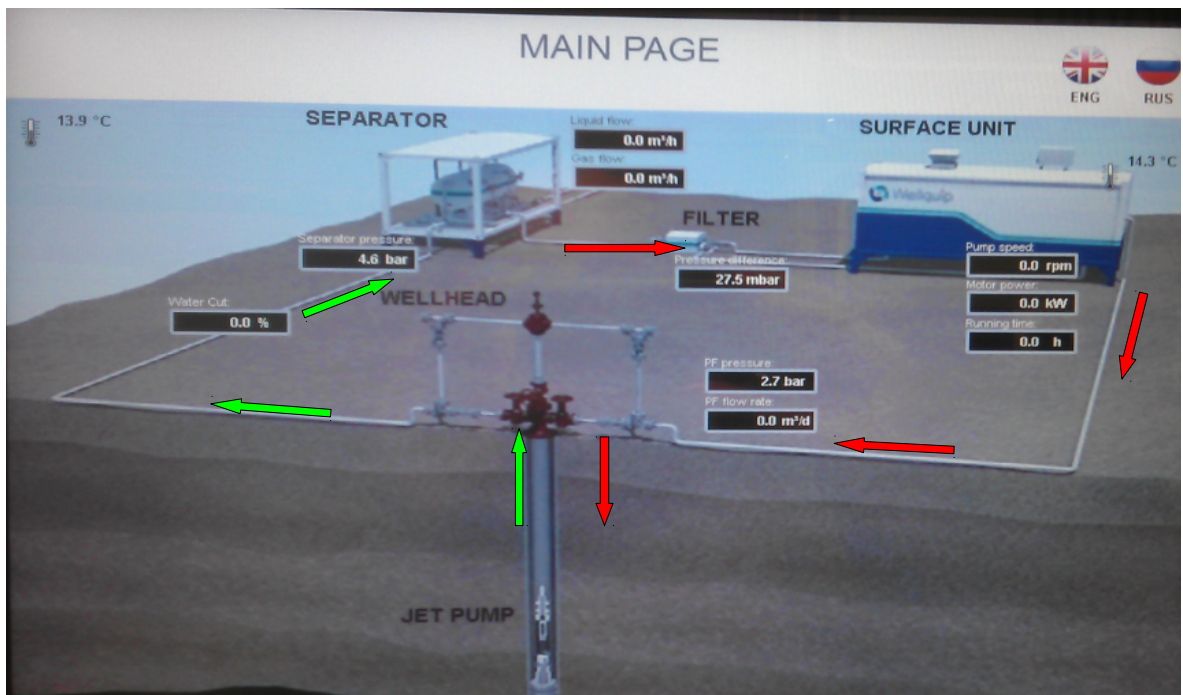 MAIN PAGE
ENG
RUS
13.9 °C
SEPARATOR
Liquid flow:
0.0 m³/h
Gas flow:
0.0 m³/h
SURFACE UNIT
14.3 °C
Wellquip
FILTER
Separator pressure:
4.6 bar
Pressure difference:
27.5 mbar
Pump speed:
0.0 rpm
Motor power:
0.0 kW
Running time:
0.0 h
Water Cut:
0.0 %
WELLHEAD
PF pressure:
2.7 bar
PF flow rate:
0.0 m³/d
JET PUMP